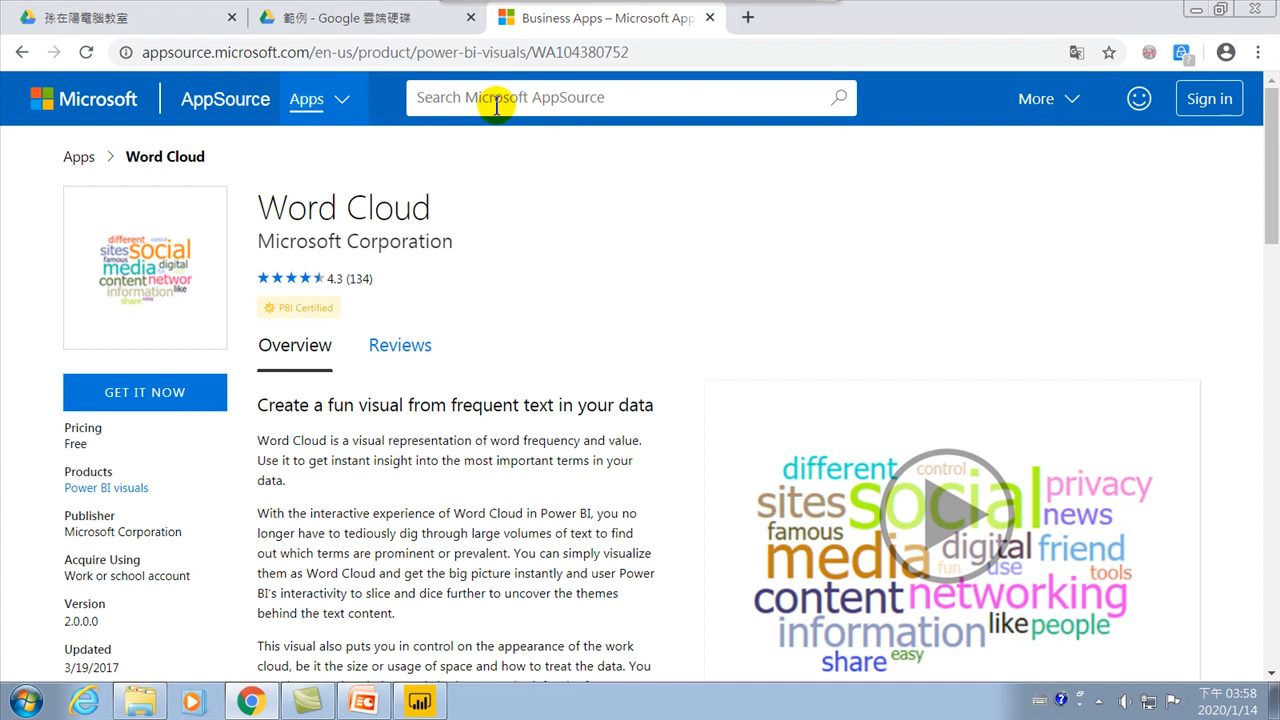 孫在陽電腦教室
範例 - Google 雲端硬碟
Business Apps – Microsoft App
appsource.microsoft.com/en-us/product/power-bi-visuals/WA104380752
Microsoft
AppSource
Apps
Search Microsoft AppSource
More
Sign in
Apps > Word Cloud
different
sites social
famous
media digital
content networ
information like
share easy
Word Cloud
Microsoft Corporation
4.3 (134)
PBI Certified
Overview
Reviews
GET IT NOW
Pricing
Free
Products
Power BI visuals
Publisher
Microsoft Corporation
Acquire Using
Work or school account
Version
2.0.0.0
Updated
3/19/2017
Create a fun visual from frequent text in your data
Word Cloud is a visual representation of word frequency and value.
Use it to get instant insight into the most important terms in your
data.
With the interactive experience of Word Cloud in Power BI, you no
longer have to tediously dig through large volumes of text to find
out which terms are prominent or prevalent. You can simply visualize
them as Word Cloud and get the big picture instantly and user Power
BI's interactivity to slice and dice further to uncover the themes
behind the text content.
This visual also puts you in control on the appearance of the work
cloud, be it the size or usage of space and how to treat the data. You
different control
sites social privacy
famous news
media digital friend
fun use tools
content networking
information like people
share easy
下午 03:58
2020/1/14